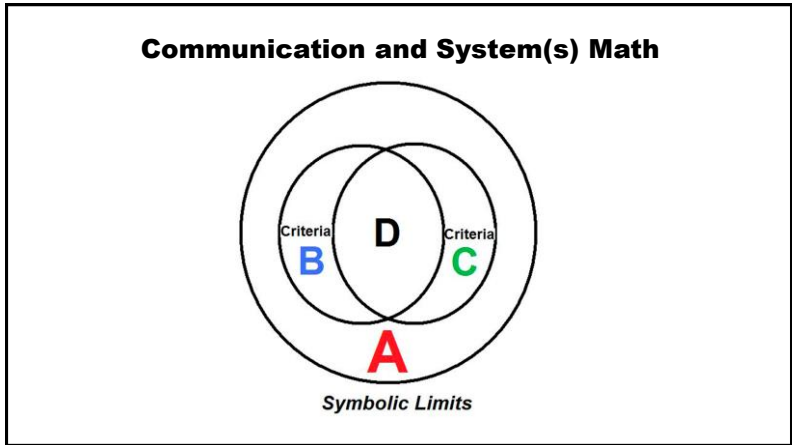 Communication and System(s) Math
Criteria
D
Criteria
B
C
A
Symbolic Limits